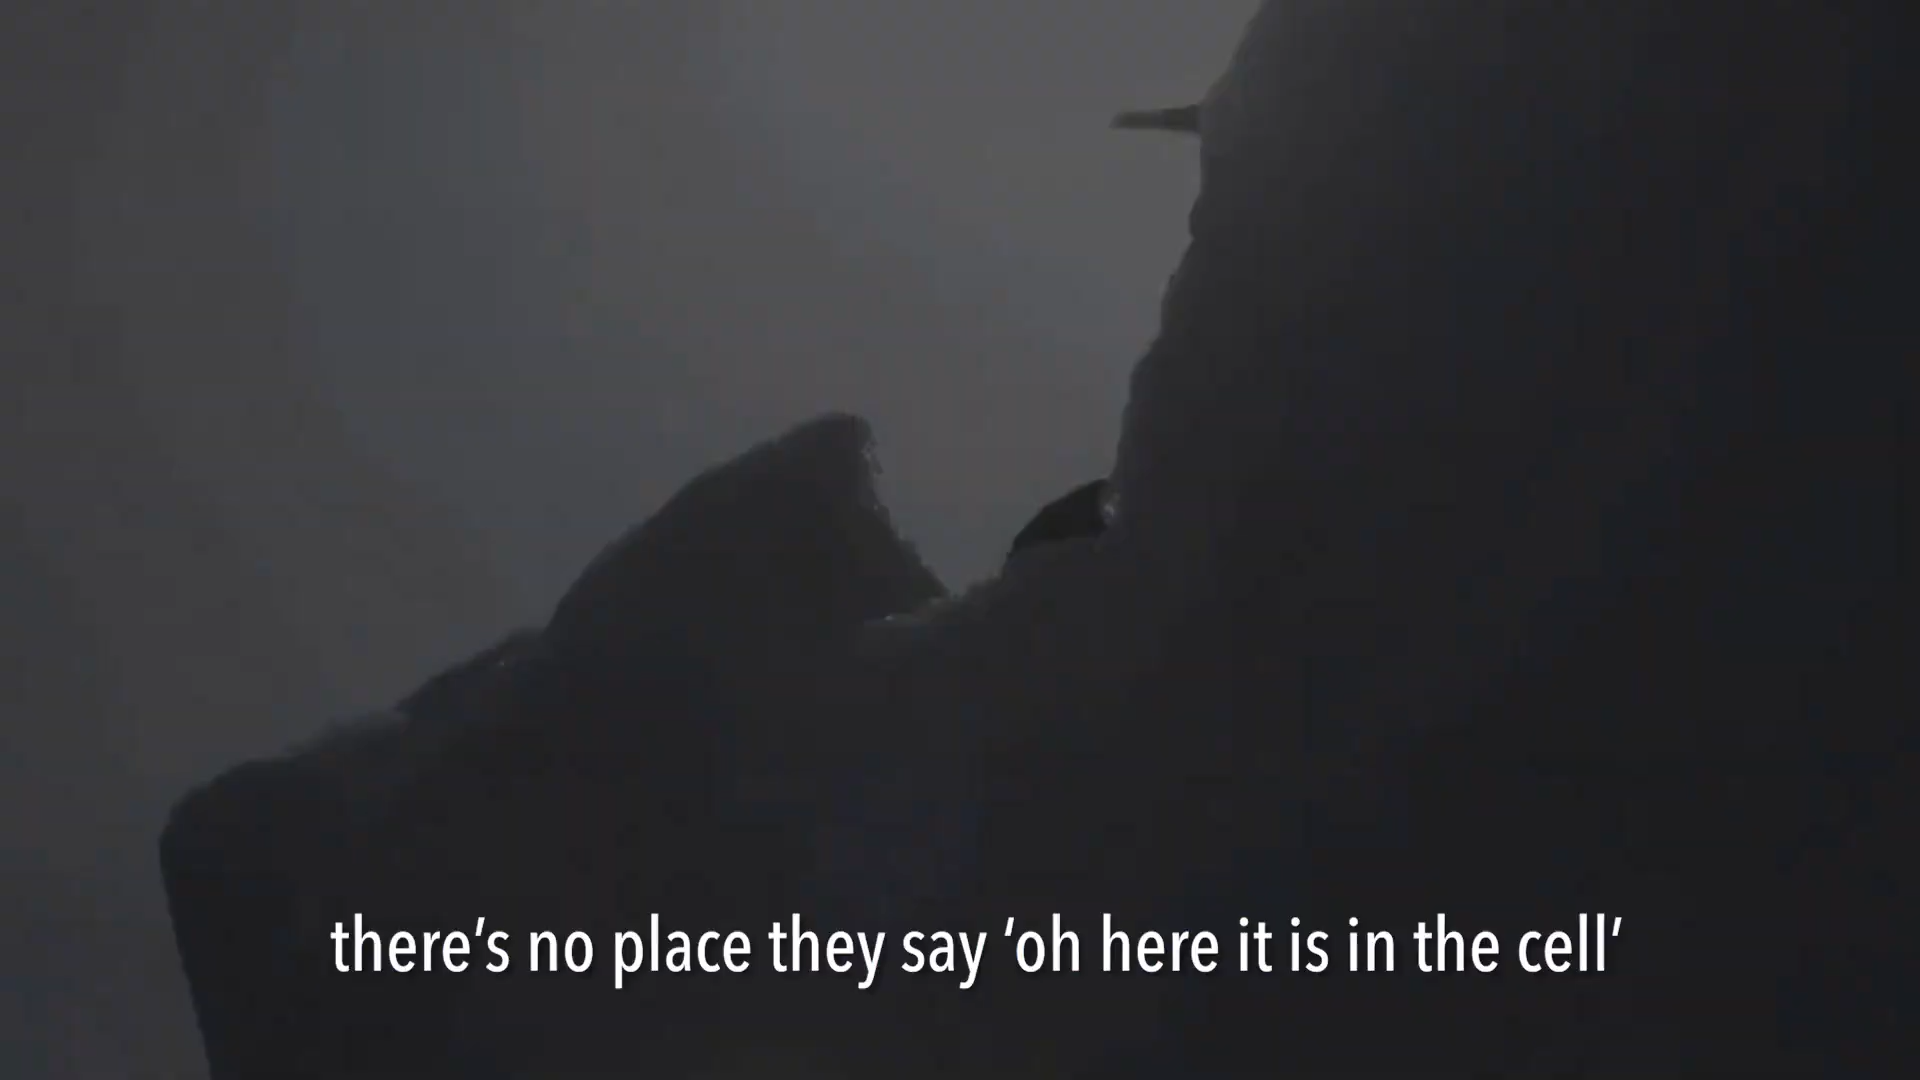 there’s no place they say ‘oh here it is in the cell’